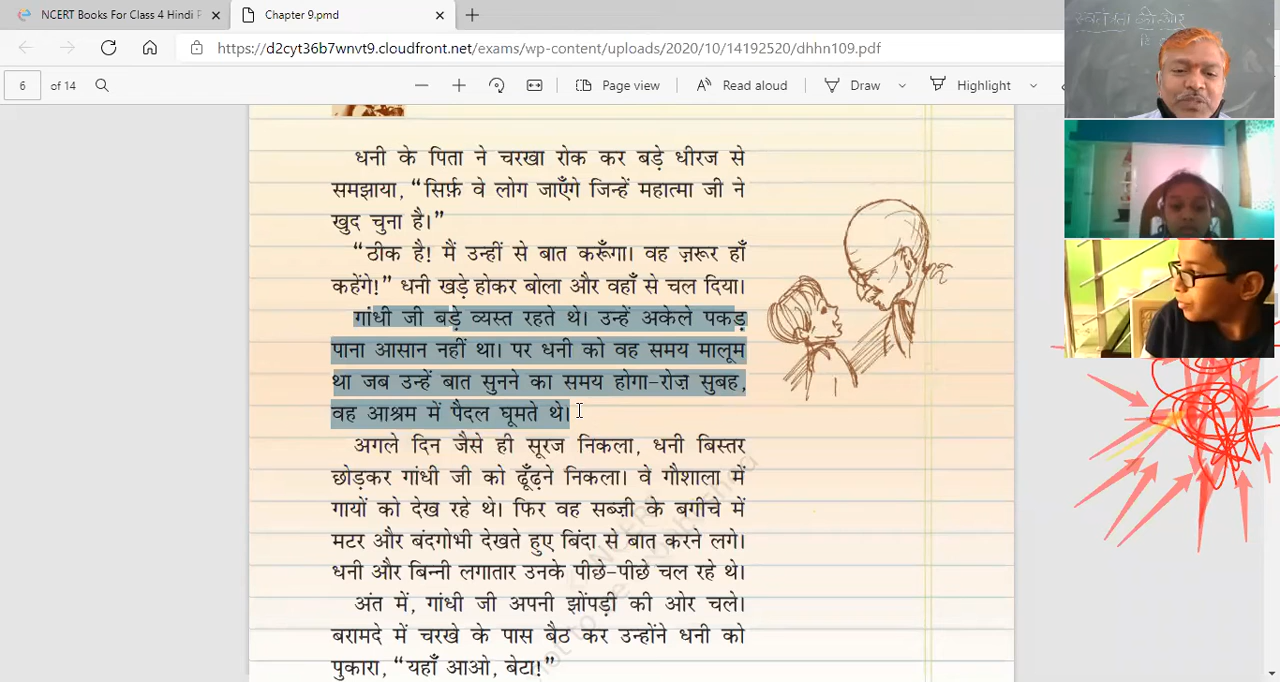 NCERT Books For Class 4 Hindi P
Chapter 9.pmd
https://d2cyt36b7wnvt9.cloudfront.net/exams/wp-content/uploads/2020/10/14192520/dhhn109.pdf
6 of 14
Page view
Read aloud
Draw
Highlight
स्वतंत्रता की ओर
धनी के पिता ने चरखा रोक कर बड़े धीरज से
समझाया, “सिर्फ़ वे लोग जाएँगे जिन्हें महात्मा जी ने
खुद चुना है।”
“ठीक है! मैं उन्हीं से बात करूँगा। वह ज़रूर हाँ
कहेंगे!” धनी खड़े होकर बोला और वहाँ से चल दिया।
गांधी जी बड़े व्यस्त रहते थे। उन्हें अकेले पकड़
पाना आसान नहीं था। पर धनी को वह समय मालूम
था जब उन्हें बात सुनने का समय होगा-रोज़ सुबह,
वह आश्रम में पैदल घूमते थे।
अगले दिन जैसे ही सूरज निकला, धनी बिस्तर
छोड़कर गांधी जी को ढूँढ़ने निकला। वे गौशाला में
गायों को देख रहे थे। फिर वह सब्ज़ी के बगीचे में
मटर और बंदगोभी देखते हुए बिंदा से बात करने लगे।
धनी और बिन्नी लगातार उनके पीछे-पीछे चल रहे थे।
अंत में, गांधी जी अपनी झोंपड़ी की ओर चले।
बरामदे में चरखे के पास बैठ कर उन्होंने धनी को
पुकारा, “यहाँ आओ, बेटा!”